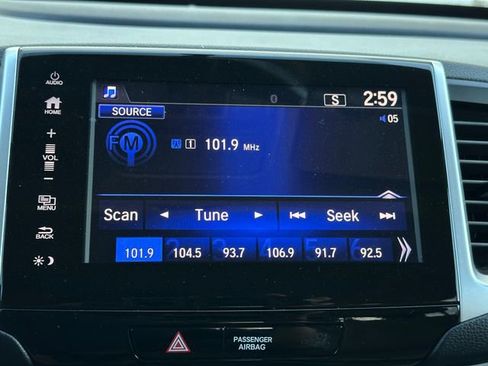 AUDIO
HOME
+
VOL
-
MENU
BACK
S 2:59
SOURCE
05
FM
1 101.9 MHz
Scan Tune Seek
101.9 104.5 93.7 106.9 91.7 92.5
PASSENGER
AIRBAG